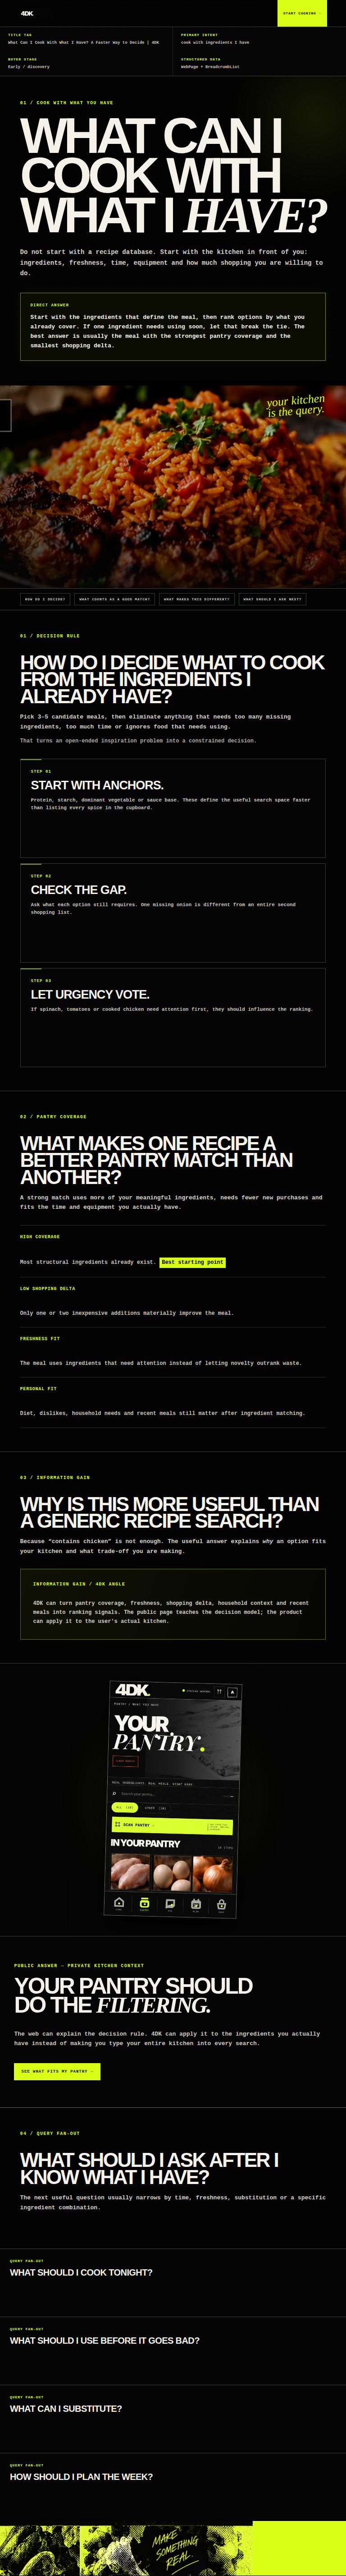 4DK
START COOKING
TITLE TAG
What Can I Cook With What I Have? A Faster Way to Decide | 4DK
PRIMARY INTENT
cook with ingredients I have
BUYER STAGE
Early / discovery
STRUCTURED DATA
WebPage + BreadcrumbList
01 / COOK WITH WHAT YOU HAVE
WHAT CAN I
COOK WITH
WHAT I HAVE?
Do not start with a recipe database. Start with the kitchen in front of you:
ingredients, freshness, time, equipment and how much shopping you are willing to
do.
DIRECT ANSWER
Start with the ingredients that define the meal, then rank options by what you
already cover. If one ingredient needs using soon, let that break the tie. The
best answer is usually the meal with the strongest pantry coverage and the
smallest shopping delta.
your kitchen
is the query.
HOW DO I DECIDE?
WHAT COUNTS AS A GOOD MATCH?
WHAT MAKES THIS DIFFERENT?
WHAT SHOULD I ASK NEXT?
01 / DECISION RULE
HOW DO I DECIDE WHAT TO COOK
FROM THE INGREDIENTS I
ALREADY HAVE?
Pick 3–5 candidate meals, then eliminate anything that needs too many missing
ingredients, too much time or ignores food that needs using.
That turns an open-ended inspiration problem into a constrained decision.
STEP 01
START WITH ANCHORS.
Protein, starch, dominant vegetable or sauce base. These define the useful search space faster
than listing every spice in the cupboard.
STEP 02
CHECK THE GAP.
Ask what each option still requires. One missing onion is different from an entire second
shopping list.
STEP 03
LET URGENCY VOTE.
If spinach, tomatoes or cooked chicken need attention first, they should influence the ranking.
02 / PANTRY COVERAGE
WHAT MAKES ONE RECIPE A
BETTER PANTRY MATCH THAN
ANOTHER?
A strong match uses more of your meaningful ingredients, needs fewer new purchases and
fits the time and equipment you actually have.
HIGH COVERAGE
Most structural ingredients already exist. Best starting point
LOW SHOPPING DELTA
Only one or two inexpensive additions materially improve the meal.
FRESHNESS FIT
The meal uses ingredients that need attention instead of letting novelty outrank waste.
PERSONAL FIT
Diet, dislikes, household needs and recent meals still matter after ingredient matching.
03 / INFORMATION GAIN
WHY IS THIS MORE USEFUL THAN
A GENERIC RECIPE SEARCH?
Because “contains chicken” is not enough. The useful answer explains why an option fits
your kitchen and what trade-off you are making.
INFORMATION GAIN / 4DK ANGLE
4DK can turn pantry coverage, freshness, shopping delta, household context and recent
meals into ranking signals. The public page teaches the decision model; the product
can apply it to the user's actual kitchen.
4DK
YOUR
PANTRY.
SCAN PANTRY
IN YOUR PANTRY
PUBLIC ANSWER → PRIVATE KITCHEN CONTEXT
YOUR PANTRY SHOULD
DO THE FILTERING.
The web can explain the decision rule. 4DK can apply it to the ingredients you actually
have instead of making you type your entire kitchen into every search.
SEE WHAT FITS MY PANTRY →
04 / QUERY FAN-OUT
WHAT SHOULD I ASK AFTER I
KNOW WHAT I HAVE?
The next useful question usually narrows by time, freshness, substitution or a specific
ingredient combination.
QUERY FAN-OUT
WHAT SHOULD I COOK TONIGHT?
QUERY FAN-OUT
WHAT SHOULD I USE BEFORE IT GOES BAD?
QUERY FAN-OUT
WHAT CAN I SUBSTITUTE?
QUERY FAN-OUT
HOW SHOULD I PLAN THE WEEK?
MAKE
SOMETHING
REAL.